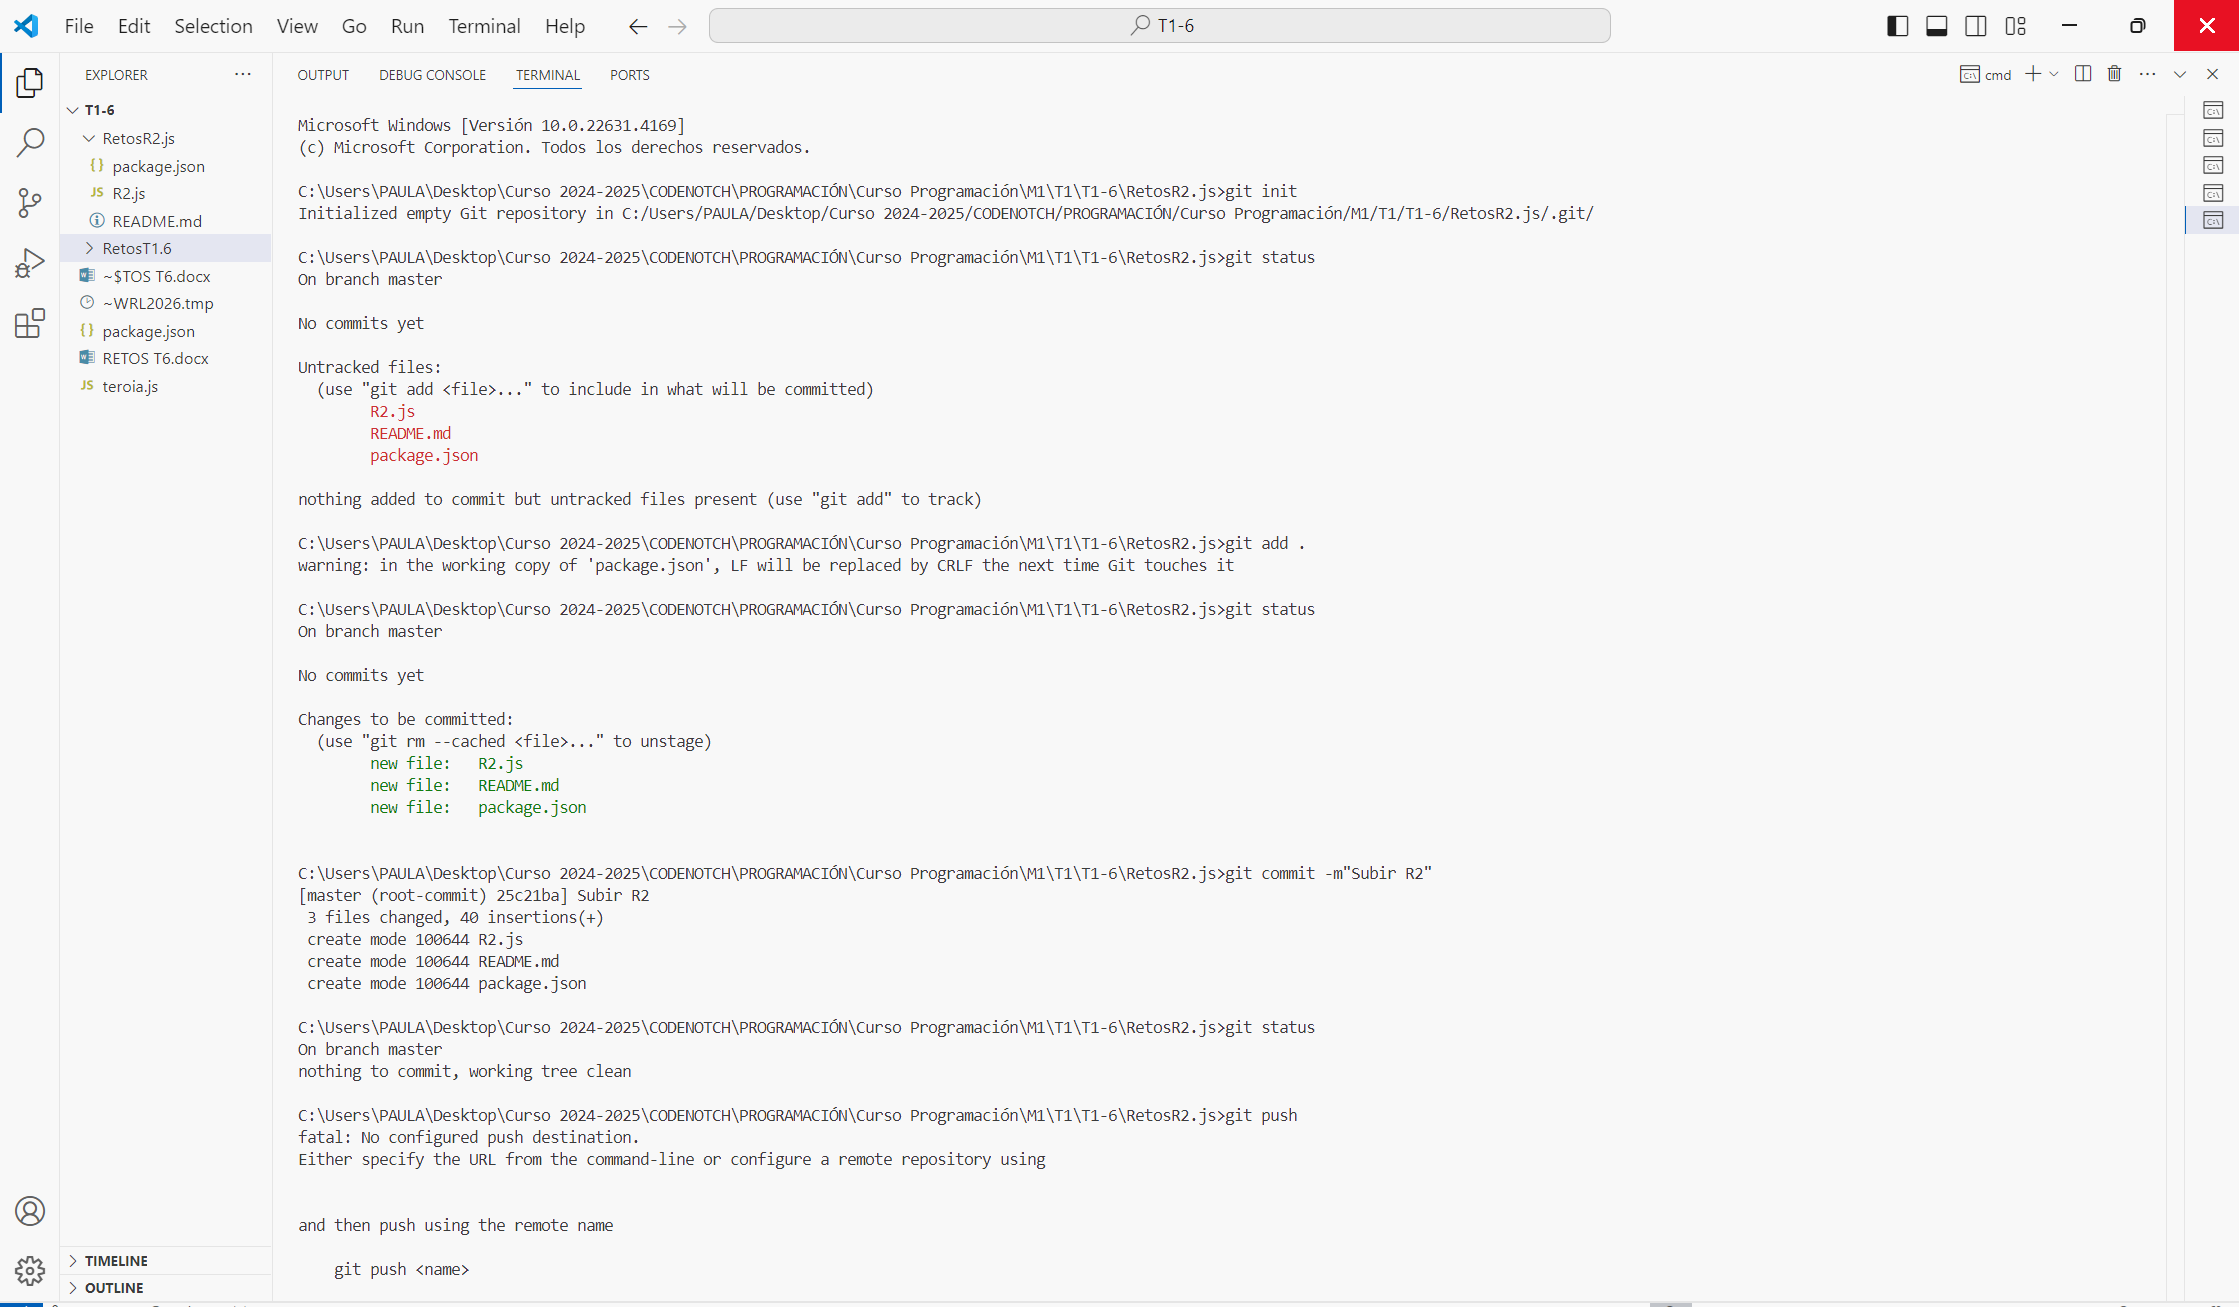 File Edit Selection View Go Run Terminal Help
T1-6
EXPLORER
T1-6
RetosR2.js
package.json
JS R2.js
README.md
RetosT1.6
~$TOS T6.docx
~WRL2026.tmp
package.json
RETOS T6.docx
JS teroia.js
TIMELINE
OUTLINE
OUTPUT DEBUG CONSOLE TERMINAL PORTS
cmd
Microsoft Windows [Versión 10.0.22631.4169]
(c) Microsoft Corporation. Todos los derechos reservados.
C:\Users\PAULA\Desktop\Curso 2024-2025\CODENOTCH\PROGRAMACIÓN\Curso Programación\M1\T1\T1-6\RetosR2.js>git init
Initialized empty Git repository in C:/Users/PAULA/Desktop/Curso 2024-2025/CODENOTCH/PROGRAMACIÓN/Curso Programación/M1/T1/T1-6/RetosR2.js/.git/
C:\Users\PAULA\Desktop\Curso 2024-2025\CODENOTCH\PROGRAMACIÓN\Curso Programación\M1\T1\T1-6\RetosR2.js>git status
On branch master
No commits yet
Untracked files:
(use "git add <file>..." to include in what will be committed)
R2.js
README.md
package.json
nothing added to commit but untracked files present (use "git add" to track)
C:\Users\PAULA\Desktop\Curso 2024-2025\CODENOTCH\PROGRAMACIÓN\Curso Programación\M1\T1\T1-6\RetosR2.js>git add .
warning: in the working copy of 'package.json', LF will be replaced by CRLF the next time Git touches it
C:\Users\PAULA\Desktop\Curso 2024-2025\CODENOTCH\PROGRAMACIÓN\Curso Programación\M1\T1\T1-6\RetosR2.js>git status
On branch master
No commits yet
Changes to be committed:
(use "git rm --cached <file>..." to unstage)
new file: R2.js
new file: README.md
new file: package.json
C:\Users\PAULA\Desktop\Curso 2024-2025\CODENOTCH\PROGRAMACIÓN\Curso Programación\M1\T1\T1-6\RetosR2.js>git commit -m"Subir R2"
[master (root-commit) 25c21ba] Subir R2
3 files changed, 40 insertions(+)
create mode 100644 R2.js
create mode 100644 README.md
create mode 100644 package.json
C:\Users\PAULA\Desktop\Curso 2024-2025\CODENOTCH\PROGRAMACIÓN\Curso Programación\M1\T1\T1-6\RetosR2.js>git status
On branch master
nothing to commit, working tree clean
C:\Users\PAULA\Desktop\Curso 2024-2025\CODENOTCH\PROGRAMACIÓN\Curso Programación\M1\T1\T1-6\RetosR2.js>git push
fatal: No configured push destination.
Either specify the URL from the command-line or configure a remote repository using
and then push using the remote name
git push <name>